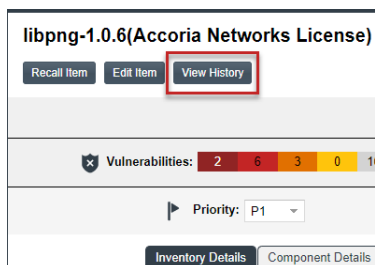 libpng-1.0.6(Accoria Networks License)
Recall Item Edit Item View History
Vulnerabilities: 2 6 3 0
Priority: P1
Inventory Details Component Details